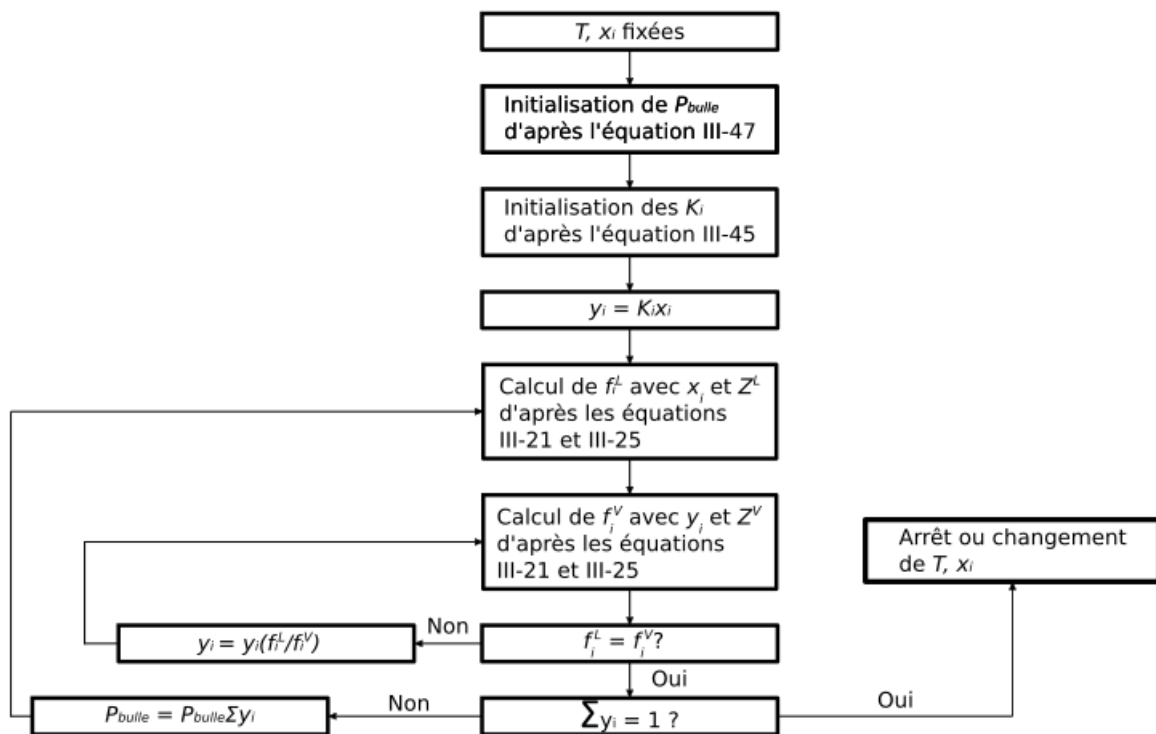 T, xi fixées
Initialisation de Pbulle
d'après l'équation III-47
Initialisation des Ki
d'après l'équation III-45
yi = Kixi
Calcul de fiL avec xi et ZL
d'après les équations
III-21 et III-25
Calcul de fiV avec yi et ZV
d'après les équations
III-21 et III-25
Arrêt ou changement
de T, xi
yi = yi(fiL/fiV)
Non
fiL = fiV?
Oui
Pbulle = PbulleΣyi
Non
Σyi = 1 ?
Oui